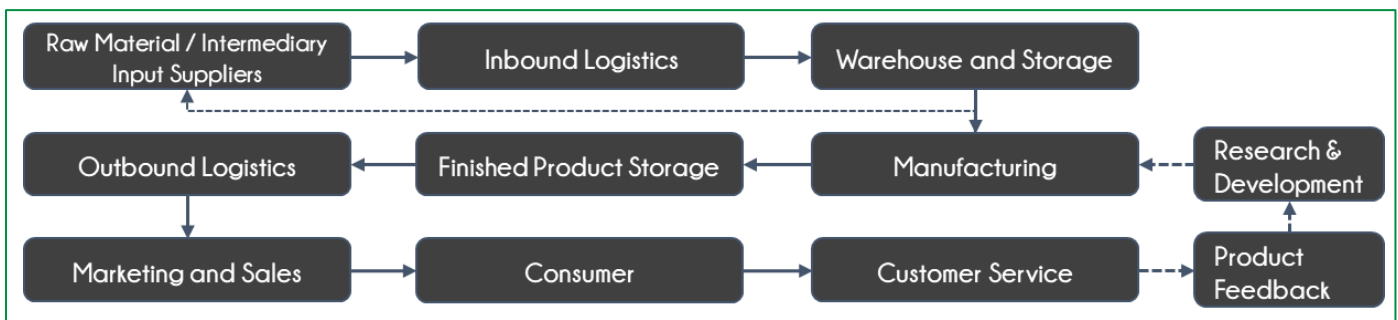 Raw Material / Intermediary
Input Suppliers
Inbound Logistics
Warehouse and Storage
Outbound Logistics
Finished Product Storage
Manufacturing
Research &
Development
Marketing and Sales
Consumer
Customer Service
Product
Feedback